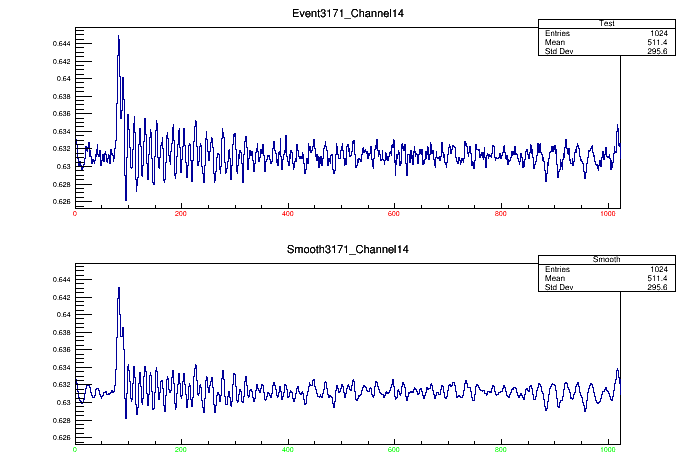 Event3171_Channel14
Test
Entries 1024
Mean 511.4
Std Dev 295.6
0.644
0.642
0.64
0.638
0.636
0.634
0.632
0.63
0.628
0.626
0 200 400 600 800 1000
Smooth3171_Channel14
Smooth
Entries 1024
Mean 511.4
Std Dev 295.6
0.644
0.642
0.64
0.638
0.636
0.634
0.632
0.63
0.628
0.626
0 200 400 600 800 1000